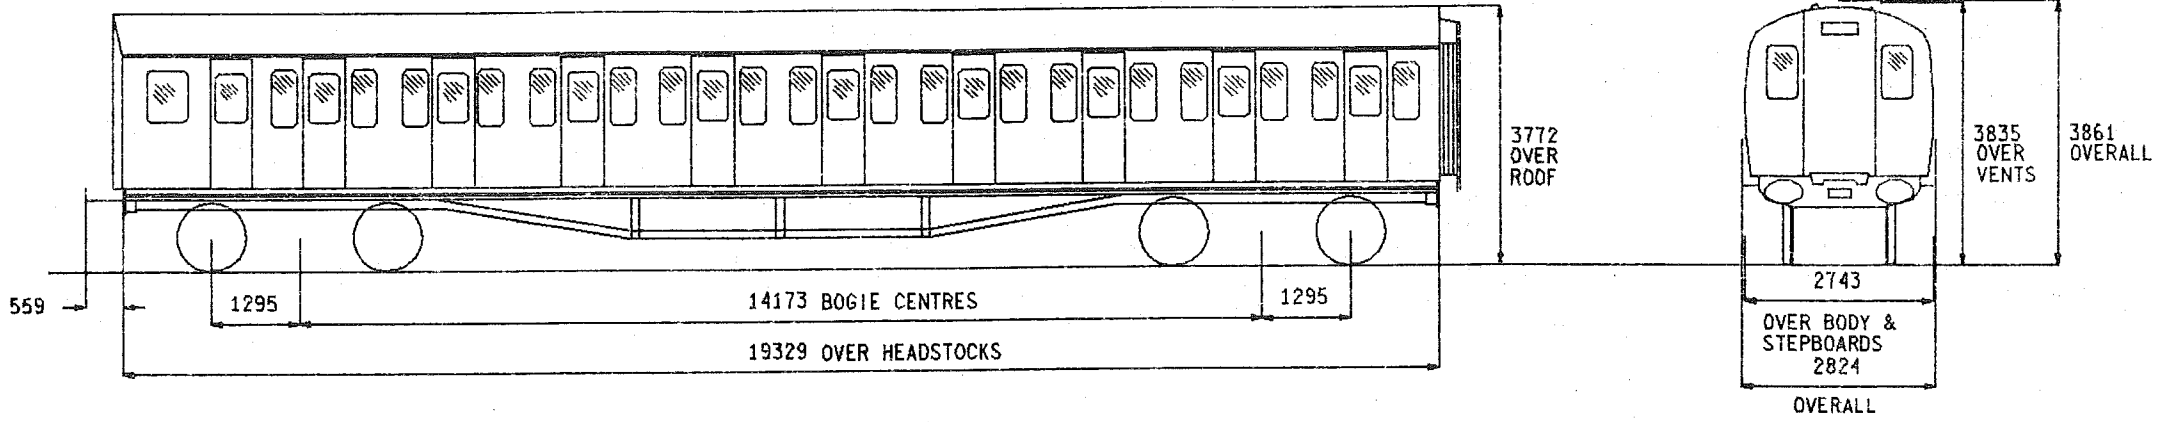 3772
OVER
ROOF
3835
OVER
VENTS
3861
OVERALL
559
1295
14173 BOGIE CENTRES
1295
19329 OVER HEADSTOCKS
2743
OVER BODY &
STEPBOARDS
2824
OVERALL